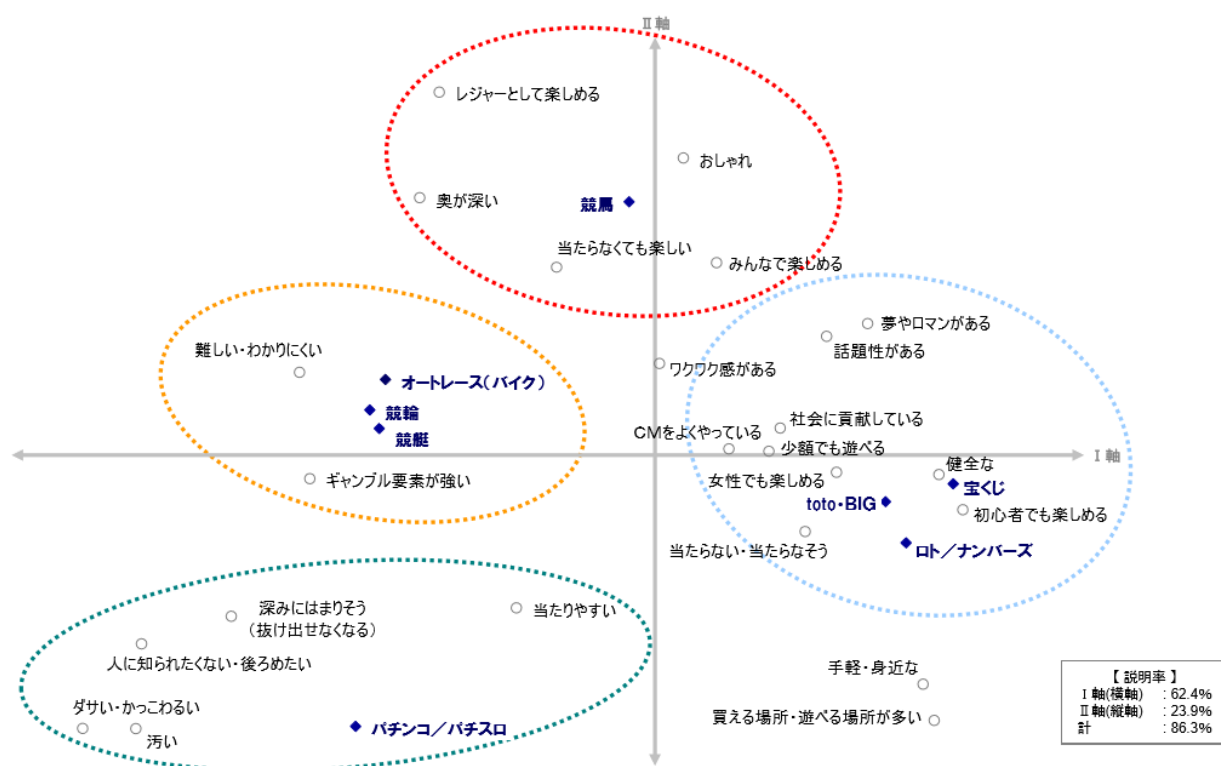 Ⅱ 軸
レジャーとして楽しめる
おしゃれ
奥が深い
競馬
当たらなくても楽しい
みんなで楽しめる
夢やロマンがある
難しい・わかりにくい
話題性がある
ワクワク感がある
オートレース(バイク)
競輪
社会に貢献している
CMをよくやっている
競艇
少額でも遊べる
Ⅰ 軸
健全な
ギャンブル要素が強い
女性でも楽しめる
宝くじ
toto・BIG
初心者でも楽しめる
当たらない・当たらなそう
ロト/ナンバーズ
深みにはまりそう
(抜け出せなくなる)
当たりやすい
人に知られたくない・後ろめたい
手軽・身近な
ダサい・かっこわるい
買える場所・遊べる場所が多い
パチンコ/パチスロ
汚い
【 説明率 】
Ⅰ 軸(横軸) : 62.4%
Ⅱ 軸(縦軸) : 23.9%
計 : 86.3%